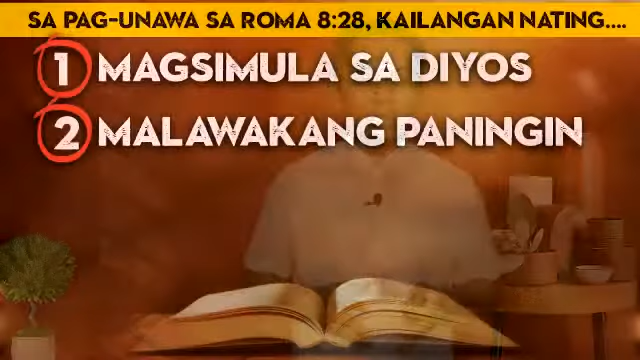 SA PAG-UNAWA SA ROMA 8:28, KAILANGAN NATING....
1 MAGSIMULA SA DIYOS
2 MALAWAKANG PANINGIN